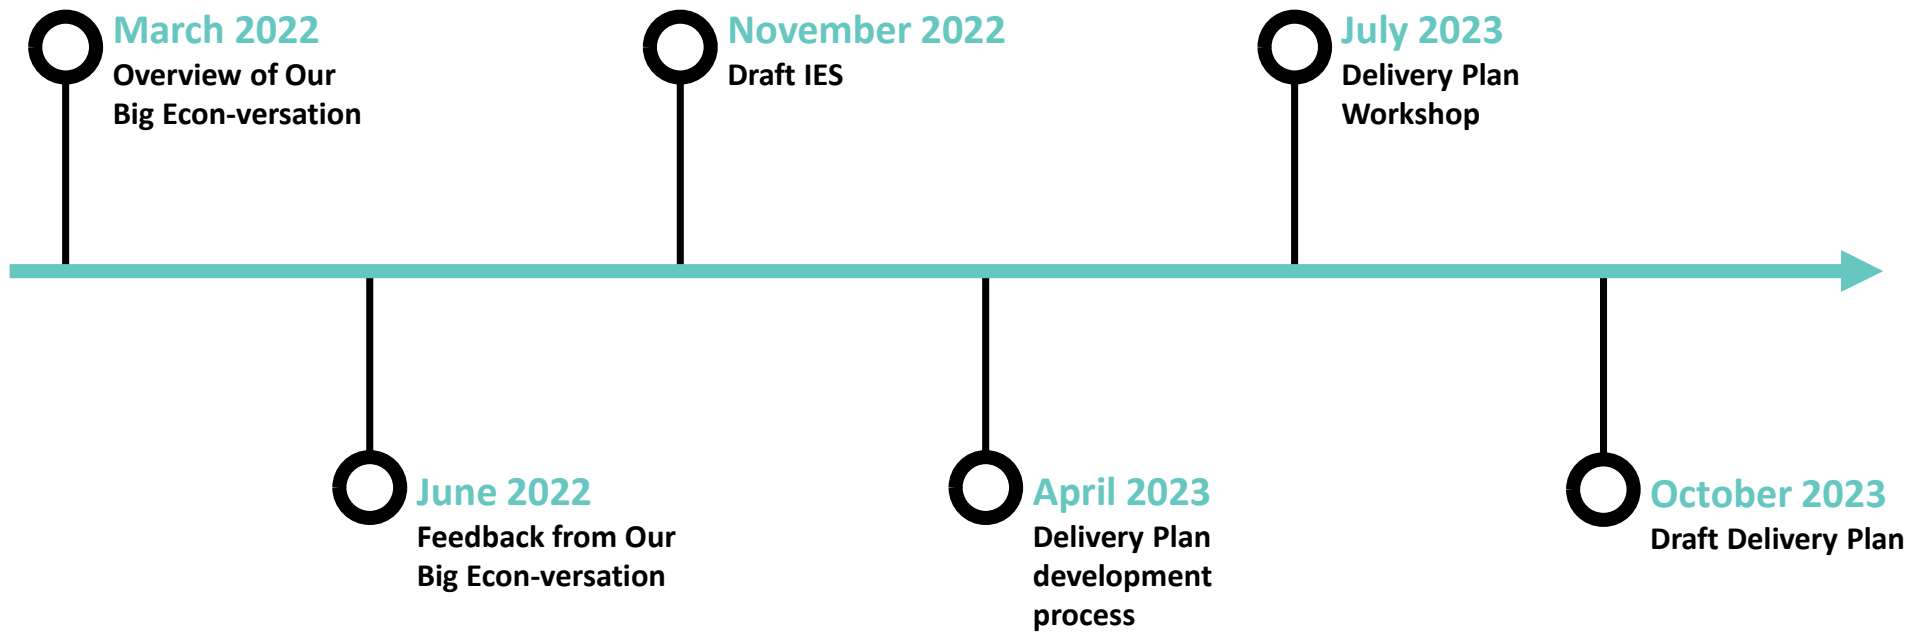 March 2022
Overview of Our
Big Econ-versation
June 2022
Feedback from Our
Big Econ-versation
November 2022
Draft IES
April 2023
Delivery Plan
development
process
July 2023
Delivery Plan
Workshop
October 2023
Draft Delivery Plan